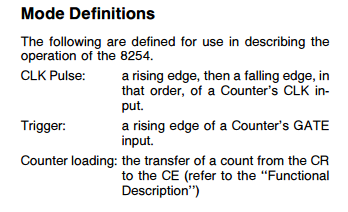 Mode Definitions
The following are defined for use in describing the
operation of the 8254.
CLK Pulse: a rising edge, then a falling edge, in
that order, of a Counter's CLK in-
put.
Trigger: a rising edge of a Counter's GATE
input.
Counter loading: the transfer of a count from the CR
to the CE (refer to the "Functional
Description")